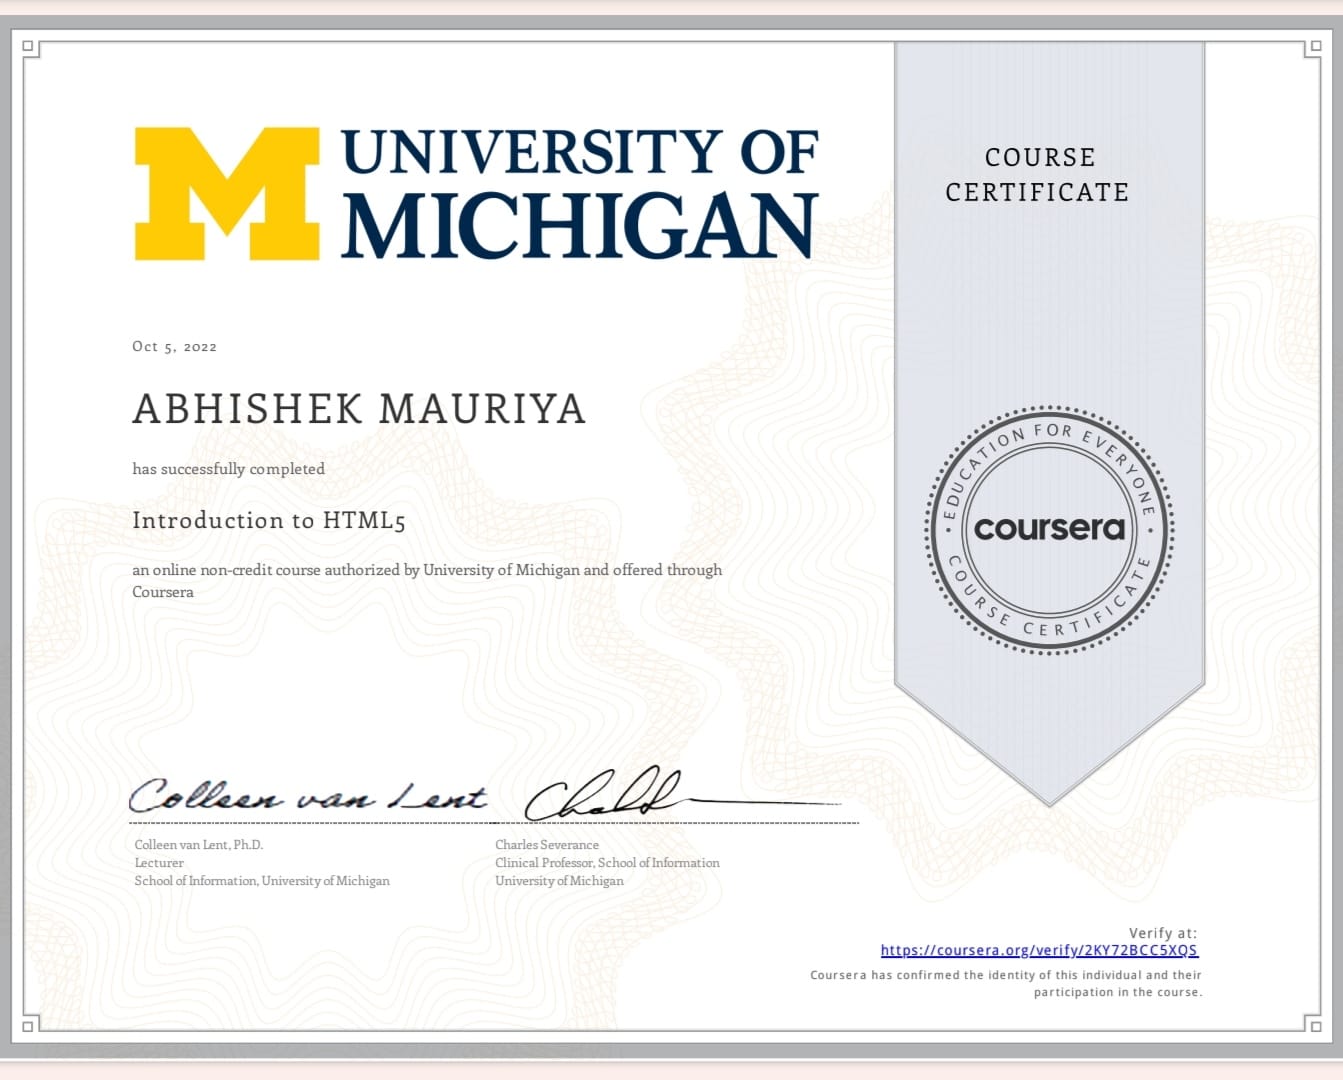 M UNIVERSITY OF
MICHIGAN
COURSE
CERTIFICATE
Oct 5, 2022
ABHISHEK MAURIYA
has successfully completed
Introduction to HTML5
an online non-credit course authorized by University of Michigan and offered through
Coursera
EDUCATION FOR EVERYONE
coursera
COURSE CERTIFICATE
Colleen van Lent
Colleen van Lent, Ph.D.
Lecturer
School of Information, University of Michigan
Charles Severance
Clinical Professor, School of Information
University of Michigan
Verify at:
https://coursera.org/verify/2KY72BCC5XQS
Coursera has confirmed the identity of this individual and their
participation in the course.